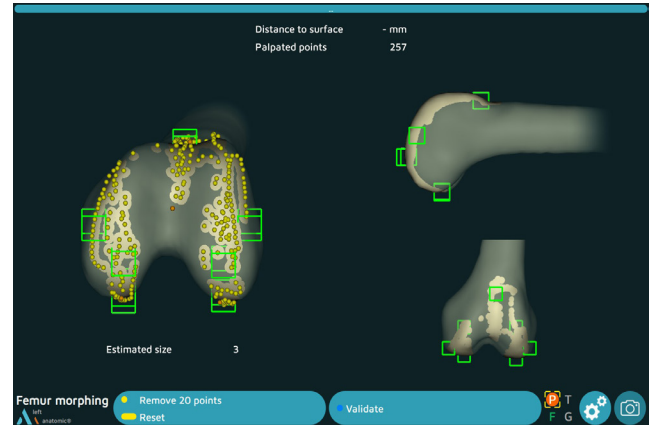 Distance to surface - mm
Palpated points 257
Estimated size 3
Femur morphing
left
anatomic®
Remove 20 points
Reset
Validate
P T
F G